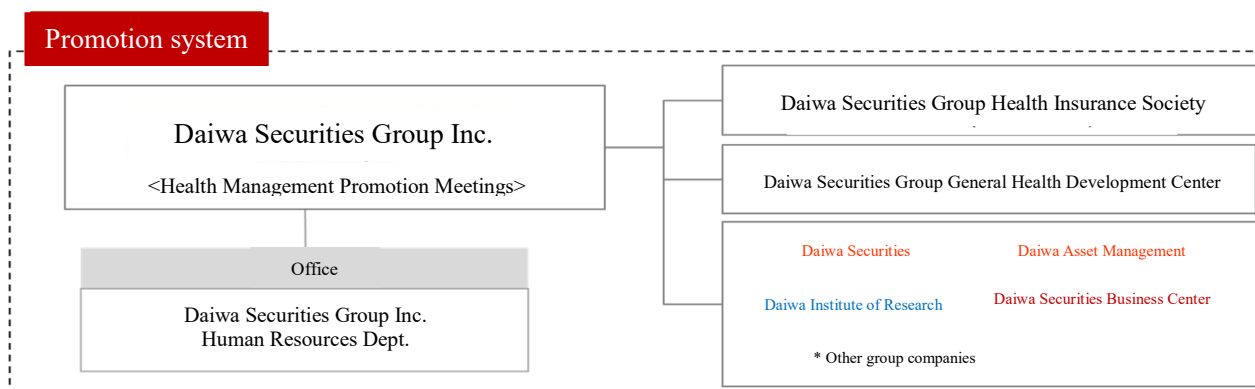 Promotion system
Daiwa Securities Group Inc.
<Health Management Promotion Meetings>
Office
Daiwa Securities Group Inc.
Human Resources Dept.
Daiwa Securities Group Health Insurance Society
Daiwa Securities Group General Health Development Center
Daiwa Securities
Daiwa Asset Management
Daiwa Institute of Research
Daiwa Securities Business Center
* Other group companies